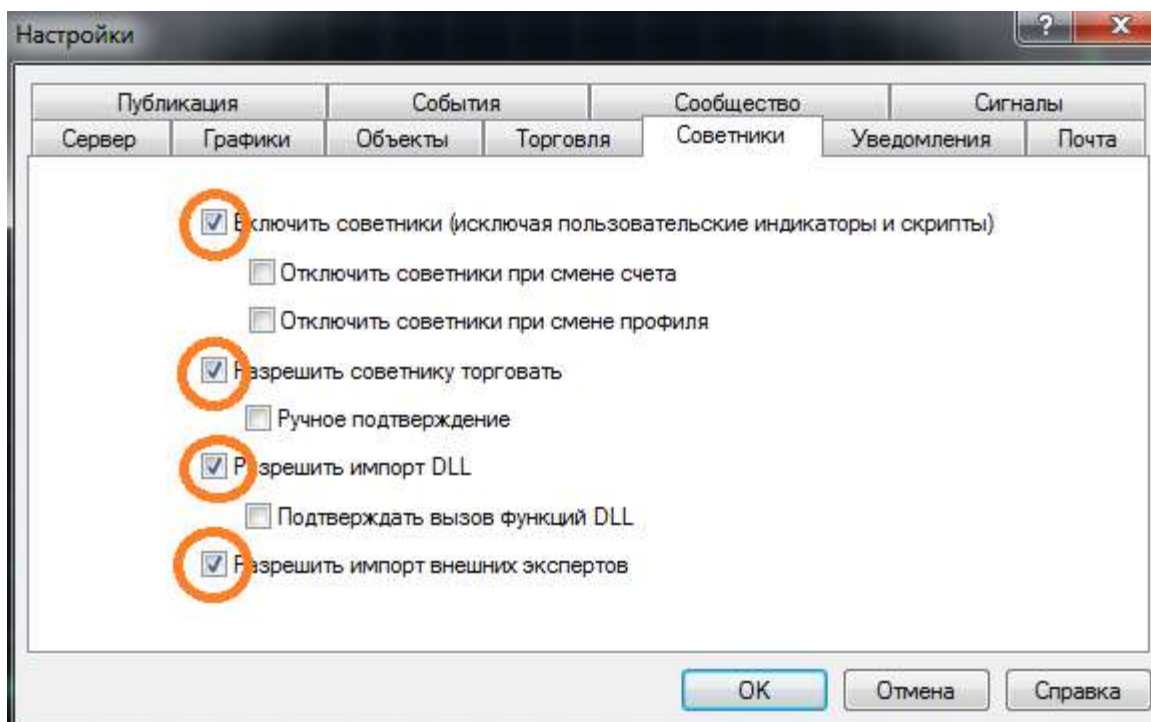 Настройки
Публикация События Сообщество Сигналы
Сервер Графики Объекты Торговля Советники Уведомления Почта
Включить советники (исключая пользовательские индикаторы и скрипты)
Отключить советники при смене счета
Отключить советники при смене профиля
Разрешить советнику торговать
Ручное подтверждение
Разрешить импорт DLL
Подтверждать вызов функций DLL
Разрешить импорт внешних экспертов
OK Отмена Справка